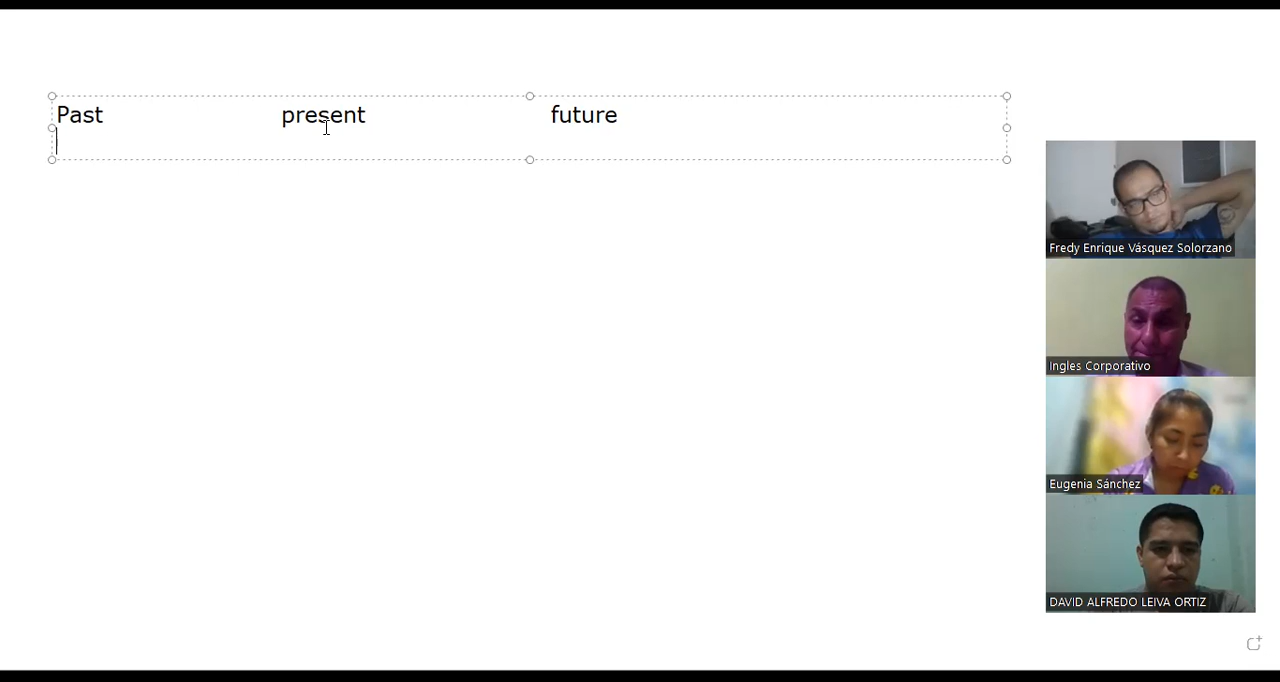 Past present future
Fredy Enrique Vásquez Solorzano
Ingles Corporativo
Eugenia Sánchez
DAVID ALFREDO LEIVA ORTIZ